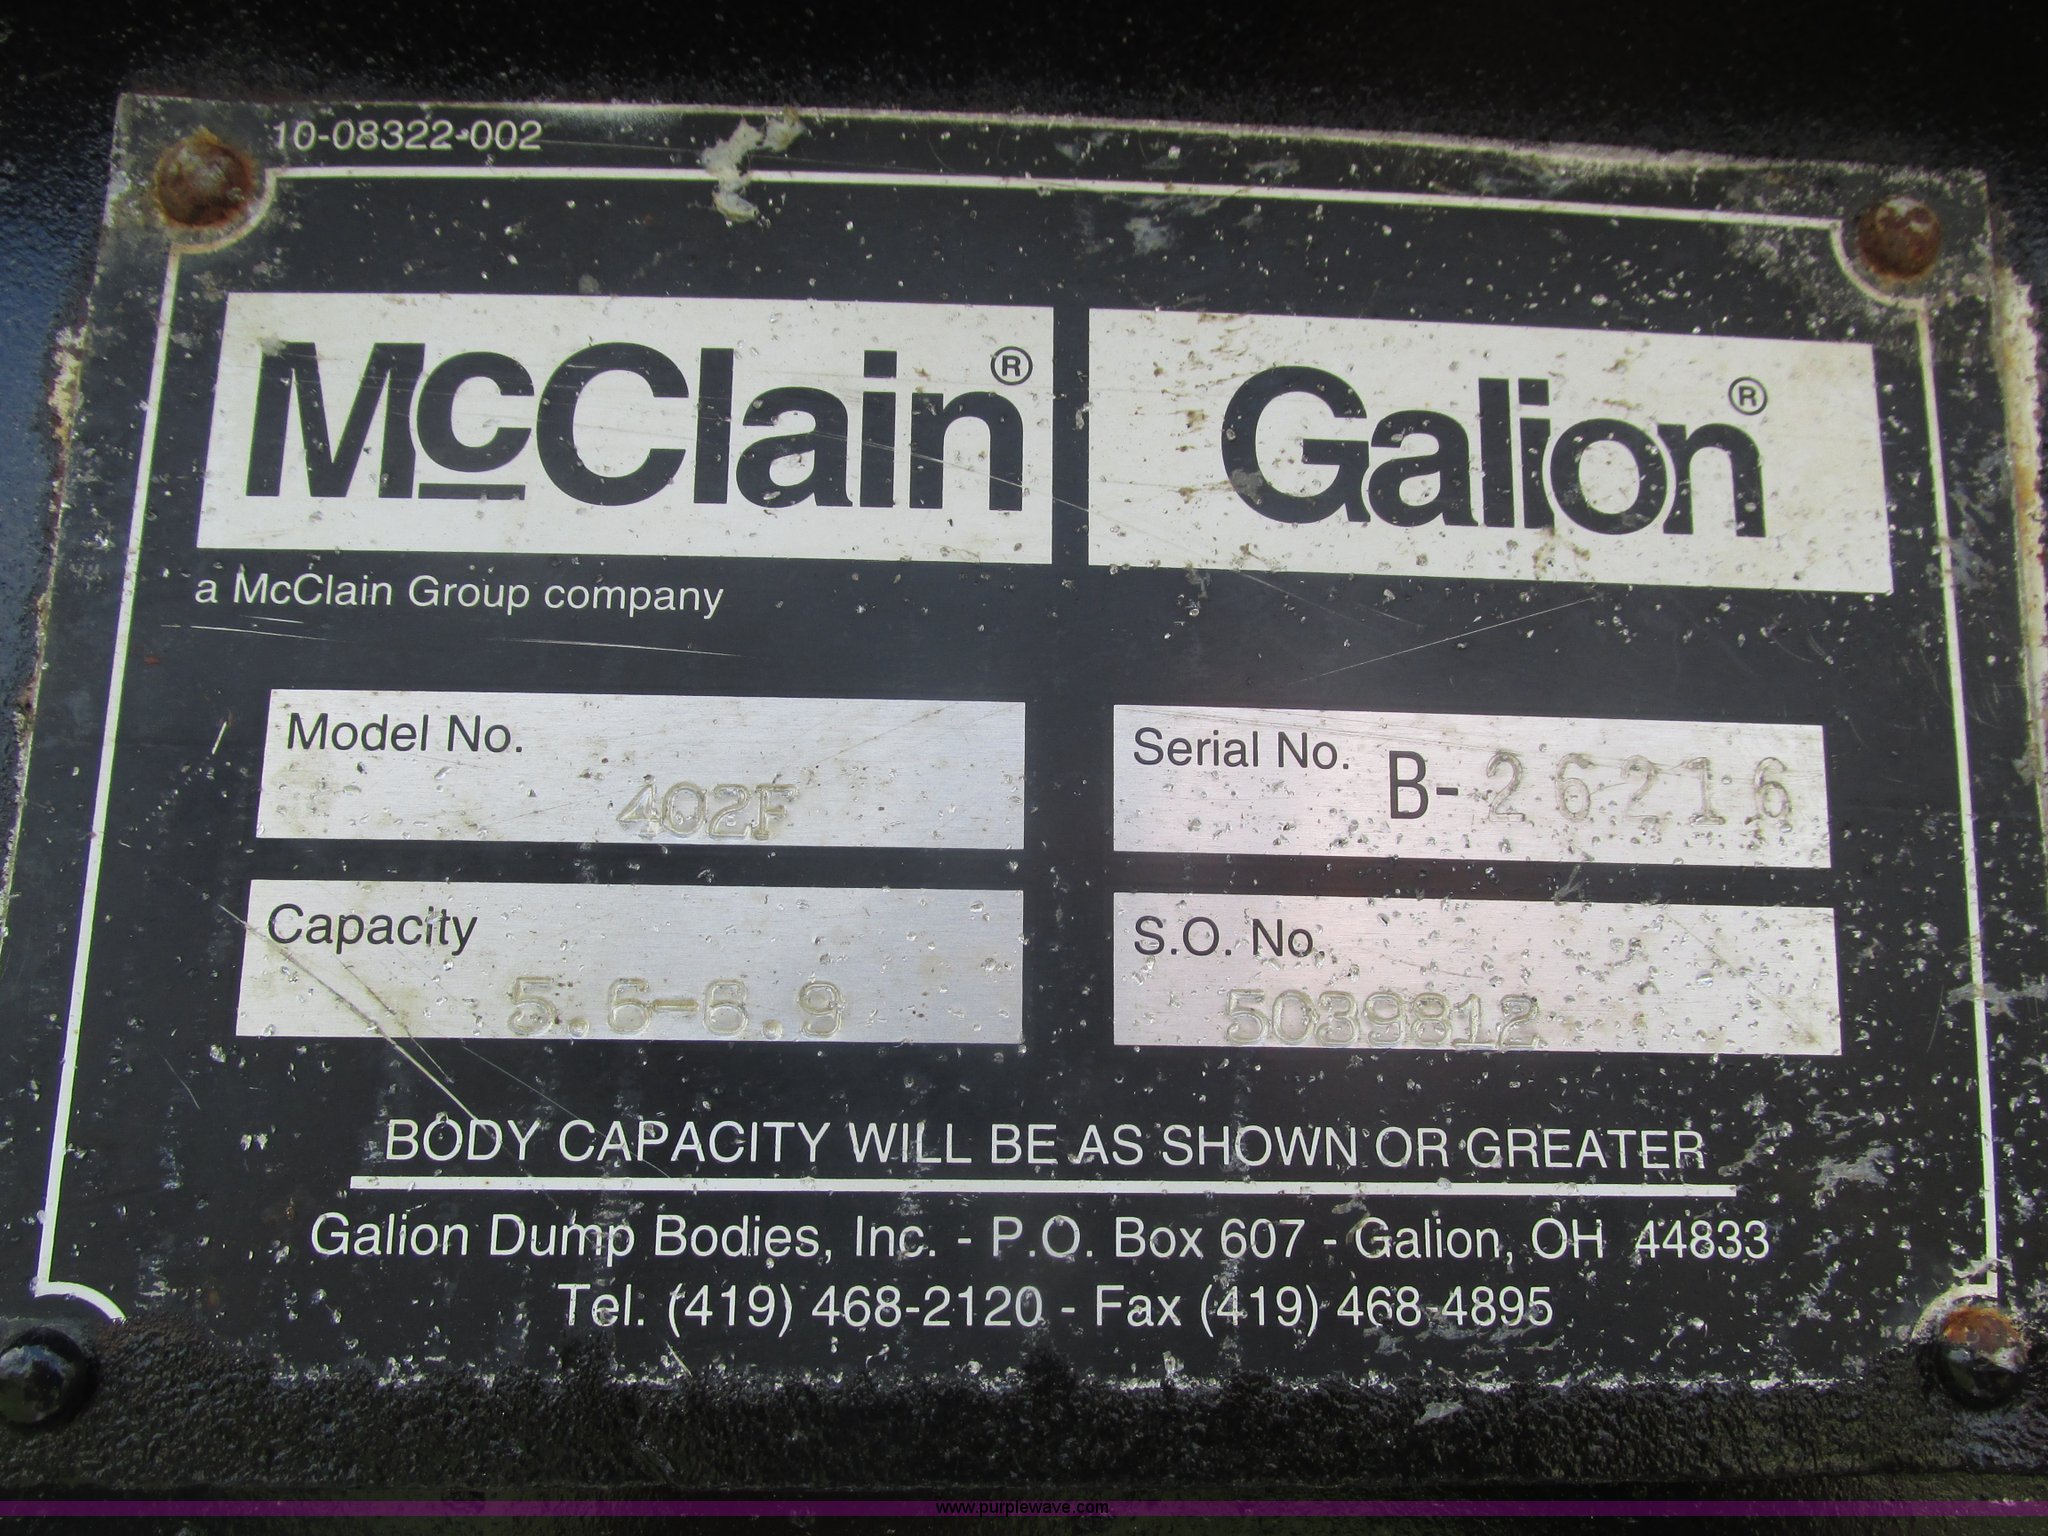 10-08322-002
McClain® Galion®
a McClain Group company
Model No. 402F
Serial No. B-26216
Capacity 5.6-6.9
S.O. No. 5039812
BODY CAPACITY WILL BE AS SHOWN OR GREATER
Galion Dump Bodies, Inc. - P.O. Box 607 - Galion, OH 44833
Tel. (419) 468-2120 - Fax (419) 468-4895
www.purplewave.com